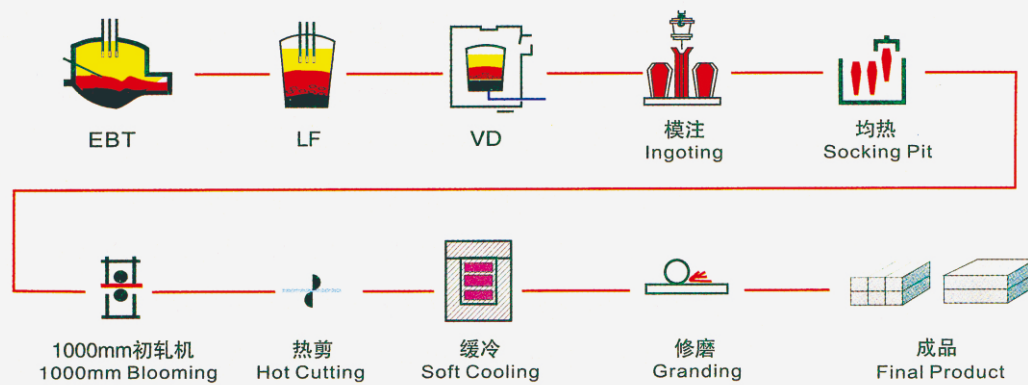 EBT
LF
VD
模注
Ingoting
均热
Socking Pit
1000mm初轧机
1000mm Blooming
热剪
Hot Cutting
缓冷
Soft Cooling
修磨
Granding
成品
Final Product